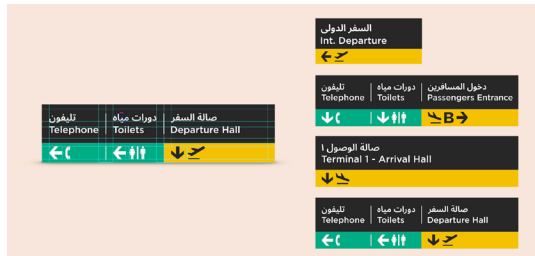 تليفون
Telephone
دورات مياه
Toilets
صالة السفر
Departure Hall
السفر الدولى
Int. Departure
تليفون
Telephone
دورات مياه
Toilets
دخول المسافرين
Passengers Entrance
B
صالة الوصول ١
Terminal 1 - Arrival Hall
تليفون
Telephone
دورات مياه
Toilets
صالة السفر
Departure Hall